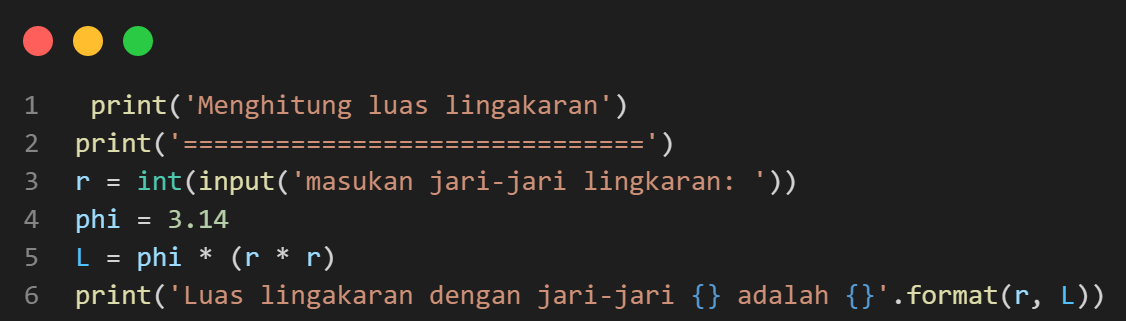 1 print('Menghitung luas lingakaran')
2 print('==============================')
3 r = int(input('masukan jari-jari lingkaran: '))
4 phi = 3.14
5 L = phi * (r * r)
6 print('Luas lingakaran dengan jari-jari {} adalah {}'.format(r, L))